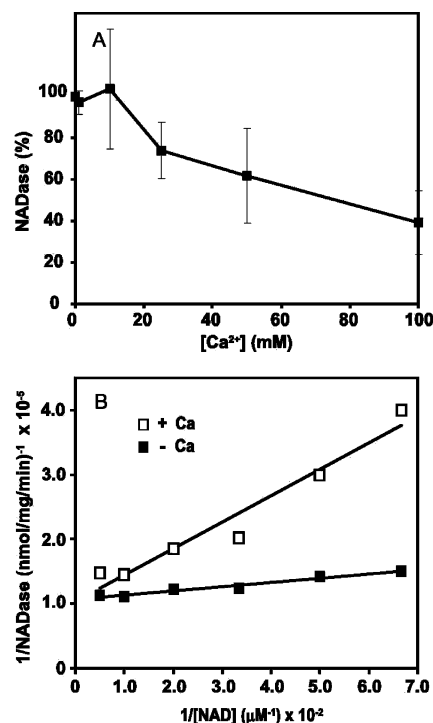 A
100
80
60
40
20
0
NADase (%)
0 20 40 60 80 100
[Ca²⁺] (mM)
B
+ Ca
- Ca
4.0
3.0
2.0
1.0
0
1/NADase (nmol/mg/min)⁻¹ x 10⁻⁵
1.0 2.0 3.0 4.0 5.0 6.0 7.0
1/[NAD] (µM⁻¹) x 10⁻²